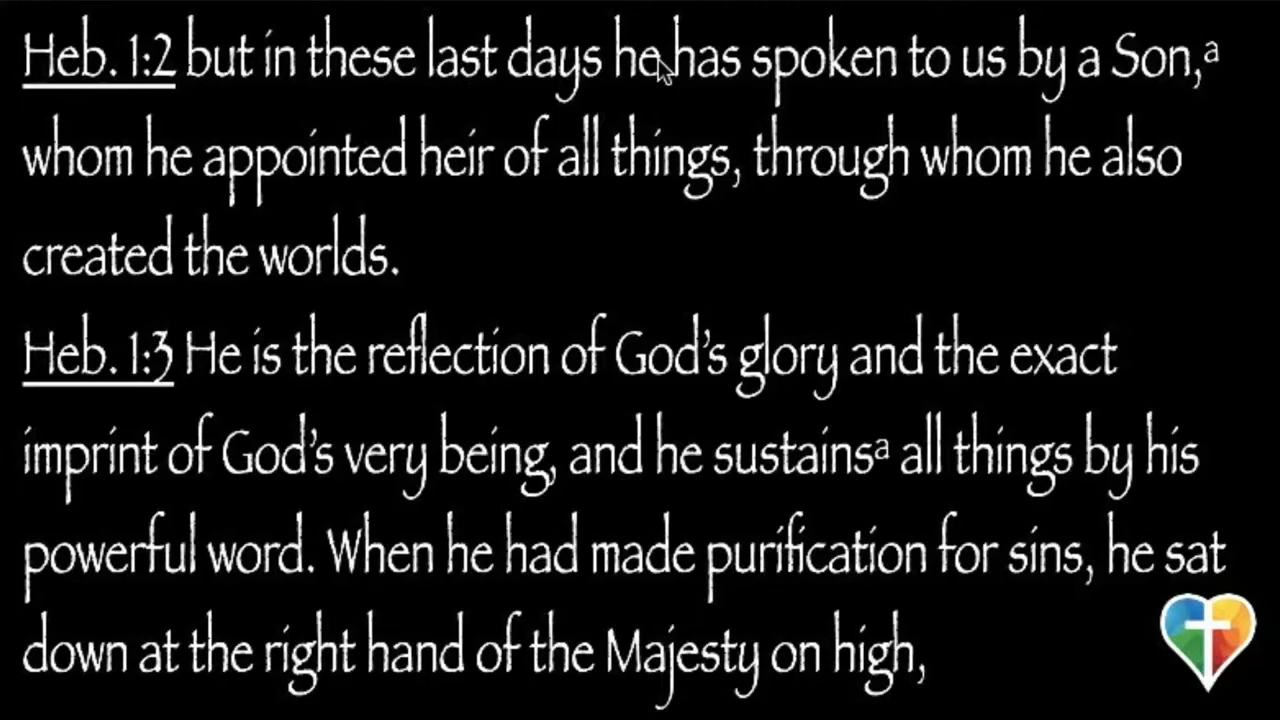 Heb. 1:2 but in these last days he has spoken to us by a Son,ᵃ
whom he appointed heir of all things, through whom he also
created the worlds.
Heb. 1:3 He is the reflection of God’s glory and the exact
imprint of God’s very being, and he sustainsᵃ all things by his
powerful word. When he had made purification for sins, he sat
down at the right hand of the Majesty on high,